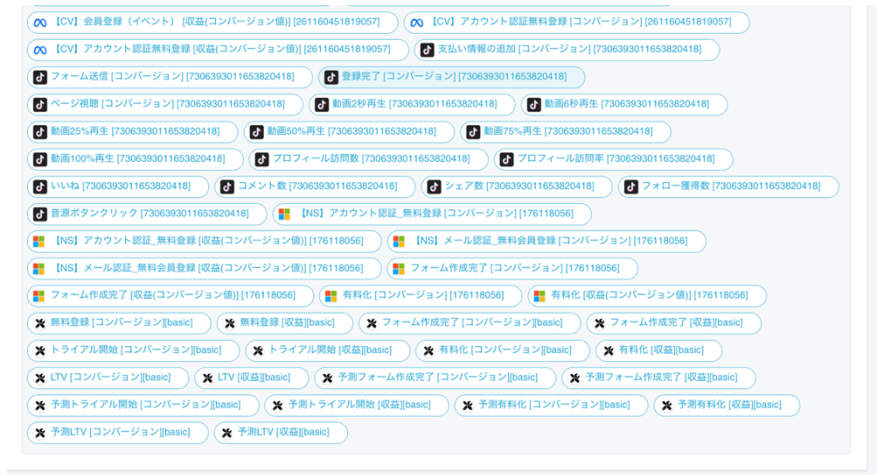 【CV】会員登録（イベント） [収益(コンバージョン値)] [261160451819057] 【CV】アカウント認証無料登録 [コンバージョン] [261160451819057]
【CV】アカウント認証無料登録 [収益(コンバージョン値)] [261160451819057] 支払い情報の追加 [コンバージョン] [7306393011653820418]
フォーム送信 [コンバージョン] [7306393011653820418] 登録完了 [コンバージョン] [7306393011653820418]
ページ視聴 [コンバージョン] [7306393011653820418] 動画2秒再生 [7306393011653820418] 動画6秒再生 [7306393011653820418]
動画25%再生 [7306393011653820418] 動画50%再生 [7306393011653820418] 動画75%再生 [7306393011653820418]
動画100%再生 [7306393011653820418] プロフィール訪問数 [7306393011653820418] プロフィール訪問率 [7306393011653820418]
いいね [7306393011653820418] コメント数 [7306393011653820418] シェア数 [7306393011653820418] フォロー獲得数 [7306393011653820418]
音源ボタンクリック [7306393011653820418] 【NS】アカウント認証_無料登録 [コンバージョン] [176118056]
【NS】アカウント認証_無料登録 [収益(コンバージョン値)] [176118056] 【NS】メール認証_無料会員登録 [コンバージョン] [176118056]
【NS】メール認証_無料会員登録 [収益(コンバージョン値)] [176118056] フォーム作成完了 [コンバージョン] [176118056]
フォーム作成完了 [収益(コンバージョン値)] [176118056] 有料化 [コンバージョン] [176118056] 有料化 [収益(コンバージョン値)] [176118056]
無料登録 [コンバージョン][basic] 無料登録 [収益][basic] フォーム作成完了 [コンバージョン][basic] フォーム作成完了 [収益][basic]
トライアル開始 [コンバージョン][basic] トライアル開始 [収益][basic] 有料化 [コンバージョン][basic] 有料化 [収益][basic]
LTV [コンバージョン][basic] LTV [収益][basic] 予測フォーム作成完了 [コンバージョン][basic] 予測フォーム作成完了 [収益][basic]
予測トライアル開始 [コンバージョン][basic] 予測トライアル開始 [収益][basic] 予測有料化 [コンバージョン][basic] 予測有料化 [収益][basic]
予測LTV [コンバージョン][basic] 予測LTV [収益][basic]